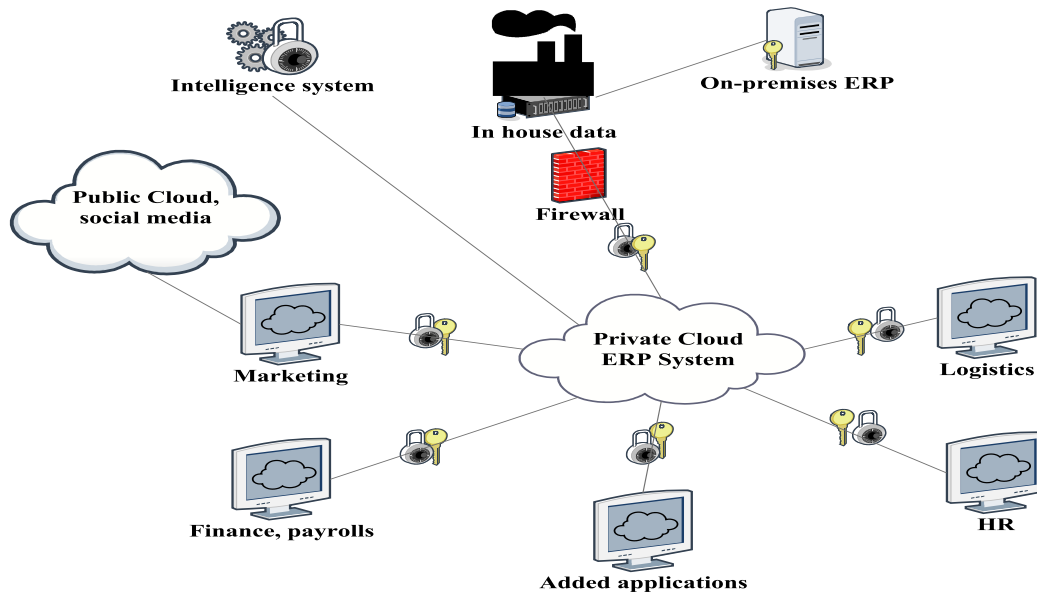 Intelligence system
On-premises ERP
In house data
Public Cloud,
social media
Firewall
Private Cloud
ERP System
Marketing
Logistics
Finance, payrolls
HR
Added applications